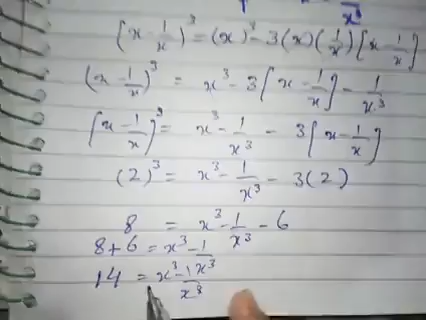 x³
[x - 1/x]³ = (x)³ - 3(x)(1/x)[x - 1/x]
(x - 1/x)³ = x³ - 3[x - 1/x] - 1/x³
[x - 1/x]³ = x³ - 1/x³ - 3[x - 1/x]
(2)³ = x³ - 1/x³ - 3(2)
8 = x³ - 1/x³ - 6
8+6 = x³ - 1/x³
14 = x³ - 1/x³